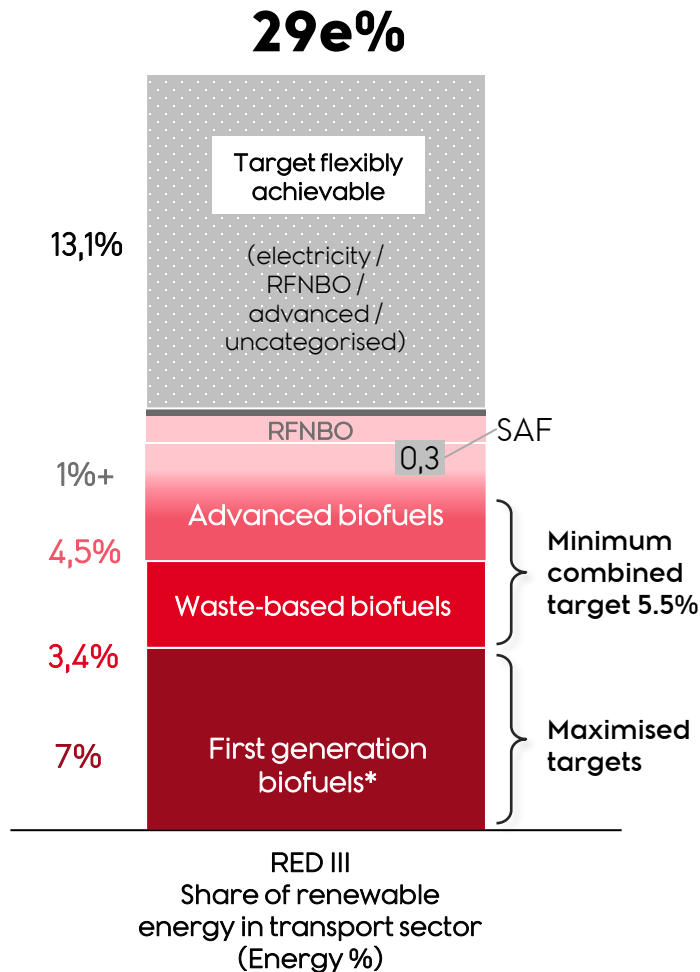 29e%
Target flexibly
achievable
13,1%
(electricity /
RFNBO /
advanced /
uncategorised)
RFNBO
SAF
0,3
1%+
Advanced biofuels
4,5%
Minimum
combined
target 5.5%
Waste-based biofuels
3,4%
7%
First generation
biofuels*
Maximised
targets
RED III
Share of renewable
energy in transport sector
(Energy %)